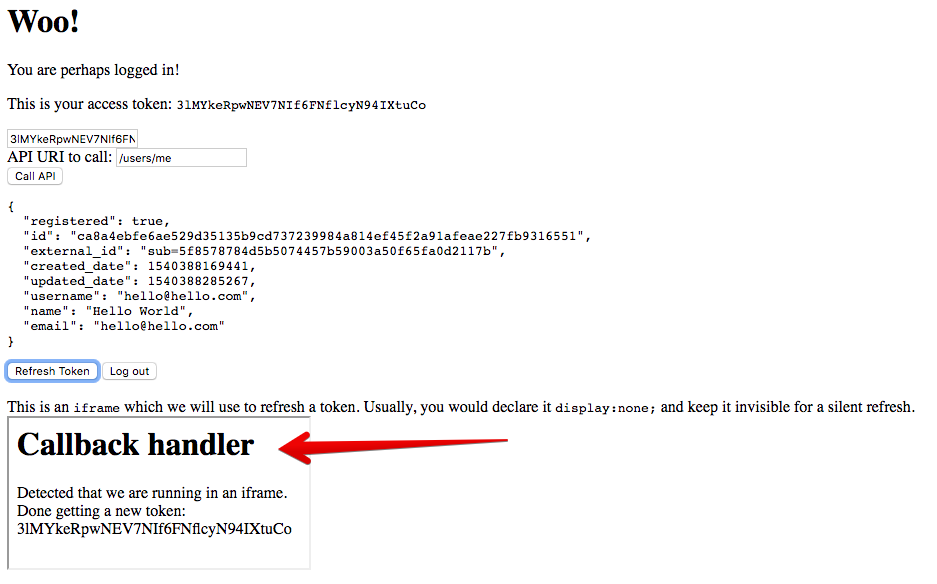 Woo!
You are perhaps logged in!
This is your access token: 3lMYkeRpwNEV7NIf6FNflcyN94IXtuCo
3lMYkeRpwNEV7NIf6FN
API URI to call: /users/me
Call API
{
  "registered": true,
  "id": "ca8a4ebfe6ae529d35135b9cd737239984a814ef45f2a91afeae227fb9316551",
  "external_id": "sub=5f8578784d5b5074457b59003a50f65fa0d2117b",
  "created_date": 1540388169441,
  "updated_date": 1540388285267,
  "username": "hello@hello.com",
  "name": "Hello World",
  "email": "hello@hello.com"
}
Refresh Token Log out
This is an iframe which we will use to refresh a token. Usually, you would declare it display:none; and keep it invisible for a silent refresh.
Callback handler
Detected that we are running in an iframe.
Done getting a new token:
3lMYkeRpwNEV7NIf6FNflcyN94IXtuCo